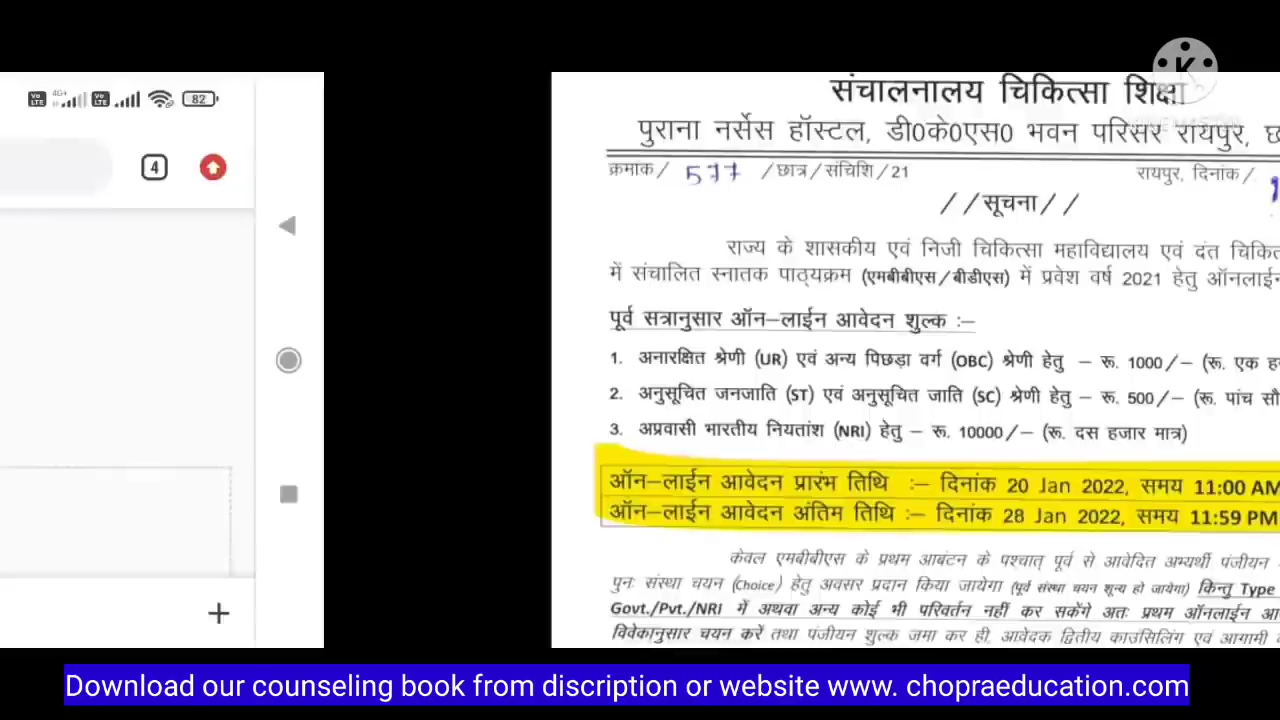 VoLTE 4G+ VoLTE 82
4
संचालनालय चिकित्सा शिक्षा
पुराना नर्सेस हॉस्टल, डी0के0एस0 भवन परिसर रायपुर,
क्रमांक/ 577 /छात्र/संचिशि/21
रायपुर, दिनांक/
//सूचना//
राज्य के शासकीय एवं निजी चिकित्सा महाविद्यालय एवं दंत
में संचालित स्नातक पाठ्यक्रम (एमबीबीएस/बीडीएस) में प्रवेश वर्ष 2021 हेतु
पूर्व सत्रानुसार ऑन–लाईन आवेदन शुल्क :–
1. अनारक्षित श्रेणी (UR) एवं अन्य पिछड़ा वर्ग (OBC) श्रेणी हेतु – रू. 1000/– (रू. एक
2. अनुसूचित जनजाति (ST) एवं अनुसूचित जाति (SC) श्रेणी हेतु – रू. 500/– (रू. पांच सौ
3. अप्रवासी भारतीय नियतांश (NRI) हेतु – रू. 10000/– (रू. दस हजार मात्र)
ऑन–लाईन आवेदन प्रारंभ तिथि :– दिनांक 20 Jan 2022, समय 11:00 AM
ऑन–लाईन आवेदन अंतिम तिथि :– दिनांक 28 Jan 2022, समय 11:59 PM
केवल एमबीबीएस के प्रथम आबंटन के पश्चात् पूर्व से आवेदित अभ्यर्थी पंजीयन
पुनः संस्था चयन (Choice) हेतु अवसर प्रदान किया जायेगा (पूर्व संस्था चयन शून्य हो जायेगा) किन्तु Type
Govt./Pvt./NRI में अथवा अन्य कोई भी परिवर्तन नहीं कर सकेंगे अतः प्रथम ऑनलाईन
विवेकानुसार चयन करें तथा पंजीयन शुल्क जमा कर ही, आवेदक द्वितीय काउंसिलिंग एवं आगामी
Download our counseling book from discription or website www. chopraeducation.com